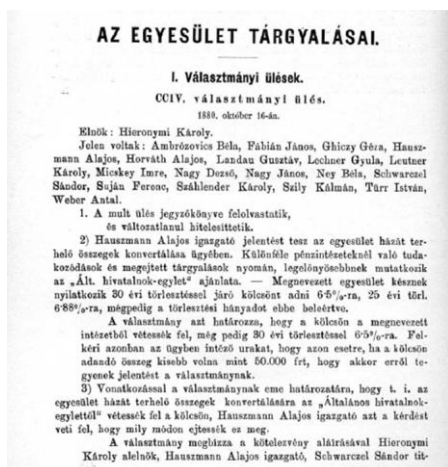 AZ EGYESÜLET TÁRGYALÁSAI.
I. Választmányi ülések.
CCIV. választmányi ülés.
1889. október 16-án.
Elnök: Hieronymi Károly.
Jelen voltak: Ambrózovics Béla, Fábián János, Ghiczy Géra, Hausz-
mann Alajos, Horváth Alajos, Landau Gusztáv, Lechner Gyula, Leutner
Károly, Micskey Imre, Nagy Dezső, Nagy János, Ney Béla, Schwarczel
Sándor, Suján Ferenc, Száhlender Károly, Szily Kálmán, Türr István,
Weber Antal.
1. A mult ülés jegyzőkönyve felolvastatik,
és változatlanul hitelesittetik.
2) Hauszmann Alajos igazgató jelentést tesz az egyesület házát ter-
helő összegek konvertálása ügyében. Különféle pénzintézeteknél való tuda-
kozódások és megejtett tárgyalások nyomán, legelőnyösebbnek mutatkozik
az „Ált. hivatalnok-egylet" ajánlata. — Megnevezett egyesület késznek
nyilatkozik 30 évi törlesztéssel járó kölcsönt adni 6·5%-ra, 25 évi törl.
6·88%-ra, mégpedig a törlesztési hányadot ebbe beleértve.
A választmány azt határozza, hogy a kölcsön a megnevezett
intézetből vétessék fel, még pedig 30 évi törlesztéssel 6·5%-ra. Fel-
kéri azonban az ügyben intéző urakat, hogy azon esetre, ha a kölcsön
adandó összeg kisebb volna mint 50.000 frt, hogy akkor erről te-
gyenek jelentést a választmánynak.
3) Vonatkozással a választmánynak eme határozatára, hogy t. i. az
egyesület házát terhelő összegek konvertálására az „Általános hivatalnok-
egylettől" vétessék fel a kölcsön, Hauszmann Alajos igazgató azt a kérdést
veti fel, hogy mily módon ejtessék ez meg.
A választmány megbizza a kötelezvény aláirásával Hieronymi
Károly alelnök, Hauszmann Alajos igazgató, Schwarczel Sándor tit-